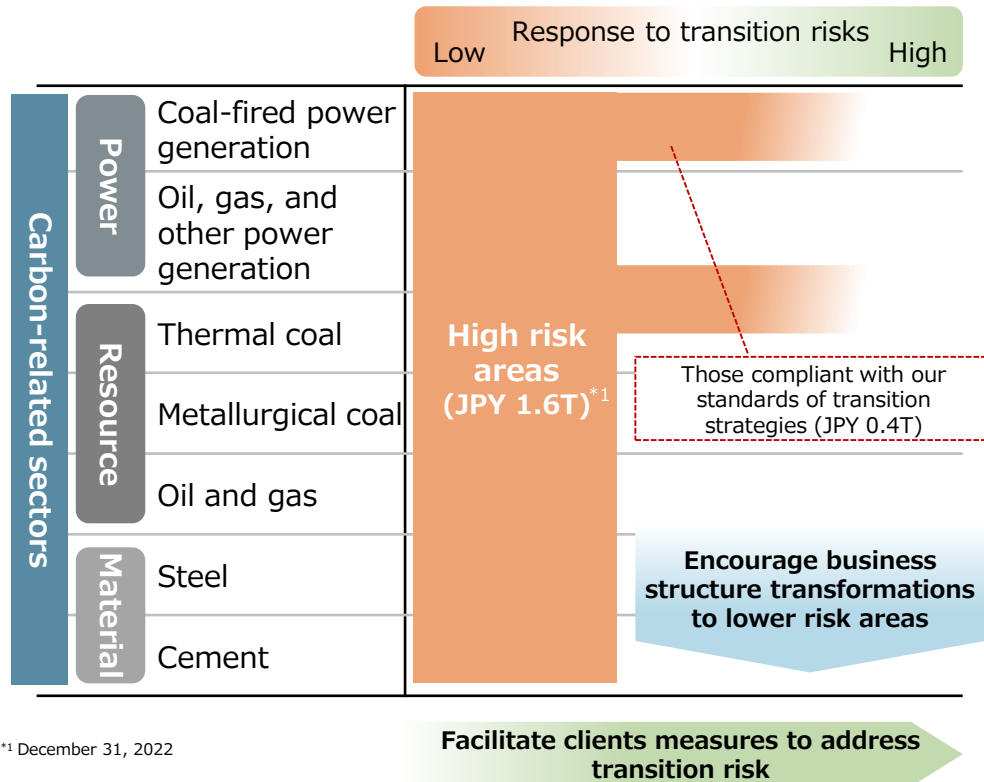 Response to transition risks
Low
High
Carbon-related sectors
Power
Coal-fired power
generation
Oil, gas, and
other power
generation
Resource
Thermal coal
Metallurgical coal
Oil and gas
Material
Steel
Cement
High risk
areas
(JPY 1.6T)*1
Those compliant with our
standards of transition
strategies (JPY 0.4T)
Encourage business
structure transformations
to lower risk areas
*1 December 31, 2022
Facilitate clients measures to address
transition risk